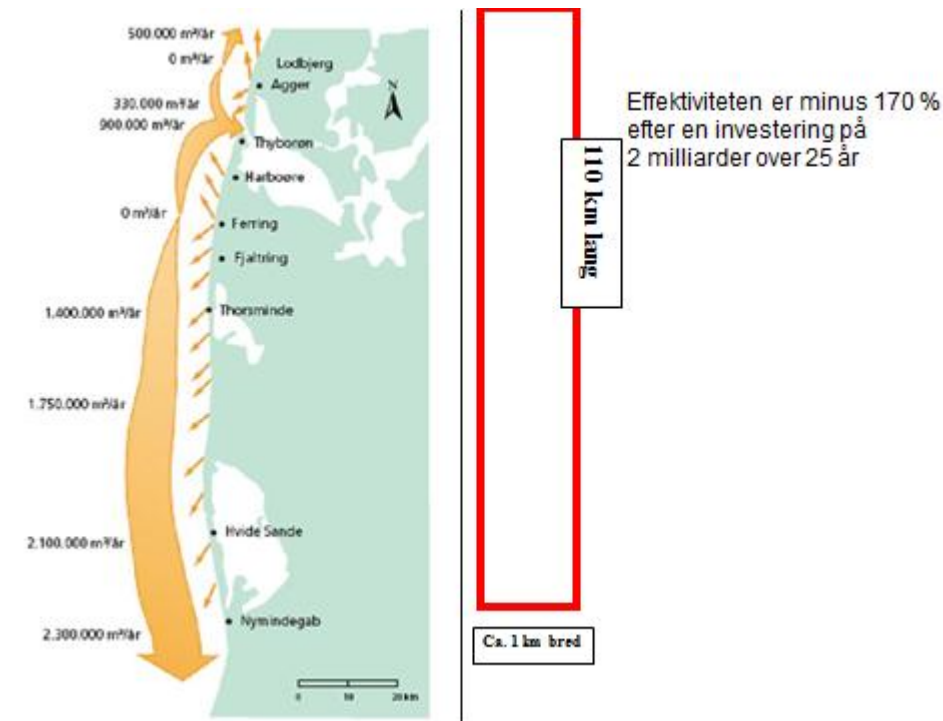 500.000 m³/år
0 m³/år
Lodbjerg
Agger
N
330.000 m³/år
900.000 m³/år
Thyborøn
Harboøre
0 m³/år
Ferring
Fjaltring
1.400.000 m³/år
Thorsminde
1.750.000 m³/år
Hvide Sande
2.100.000 m³/år
Nymindegab
2.300.000 m³/år
0 10 20 km
110 km lang
Ca. 1 km bred
Effektiviteten er minus 170 %
efter en investering på
2 milliarder over 25 år